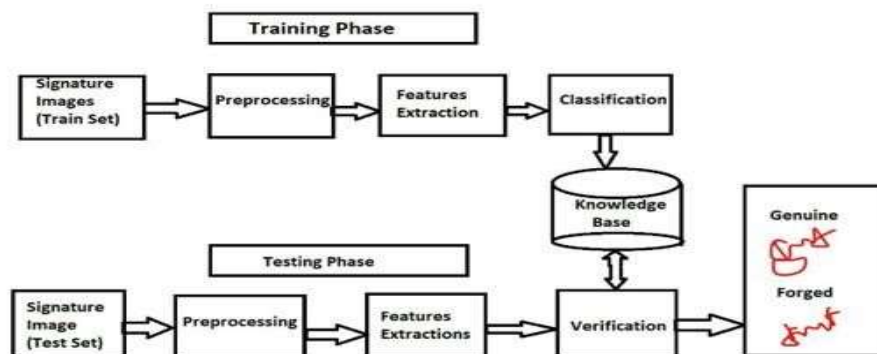 Training Phase
Signature
Images
(Train Set)
Preprocessing
Features
Extraction
Classification
Knowledge
Base
Testing Phase
Signature
Image
(Test Set)
Preprocessing
Features
Extractions
Verification
Genuine
Forged